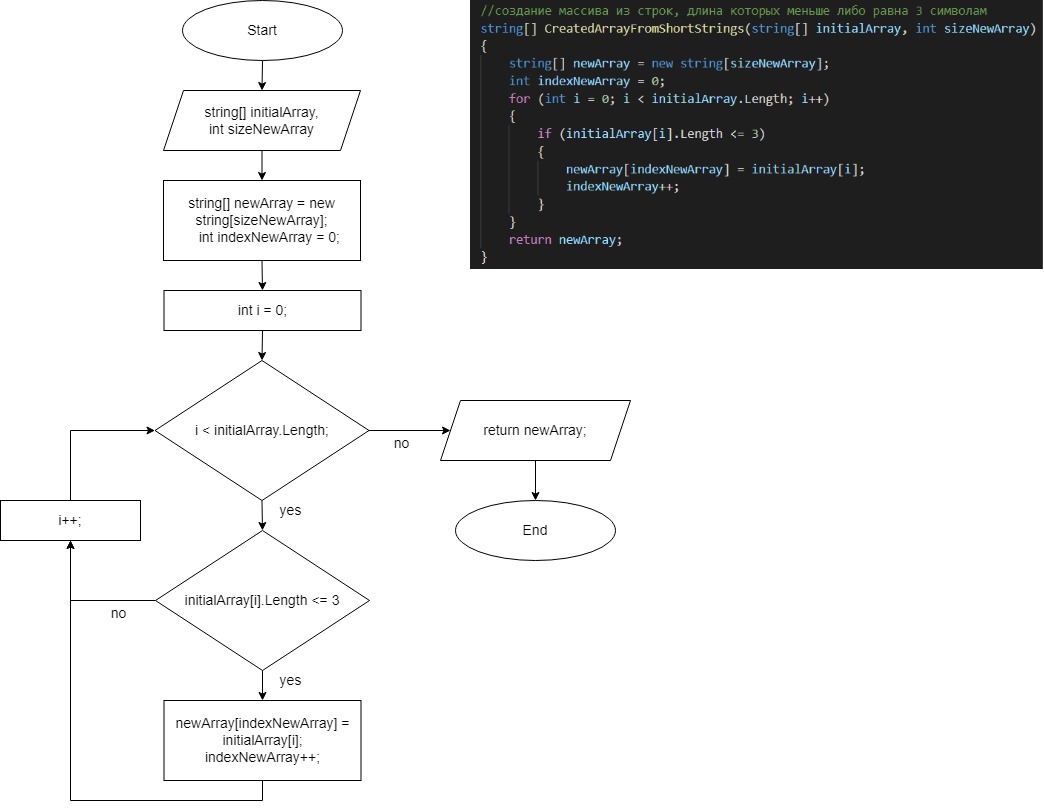 Start
string[] initialArray,
int sizeNewArray
string[] newArray = new
string[sizeNewArray];
int indexNewArray = 0;
int i = 0;
i < initialArray.Length;
no
return newArray;
End
yes
i++;
initialArray[i].Length <= 3
no
yes
newArray[indexNewArray] =
initialArray[i];
indexNewArray++;
//создание массива из строк, длина которых меньше либо равна 3 символам
string[] CreatedArrayFromShortStrings(string[] initialArray, int sizeNewArray)
{
string[] newArray = new string[sizeNewArray];
int indexNewArray = 0;
for (int i = 0; i < initialArray.Length; i++)
{
if (initialArray[i].Length <= 3)
{
newArray[indexNewArray] = initialArray[i];
indexNewArray++;
}
}
return newArray;
}